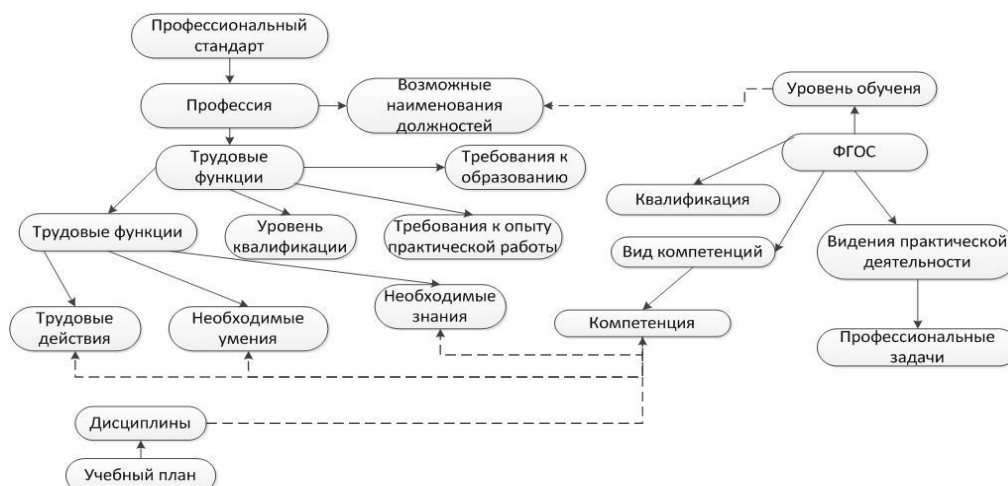 Профессиональный
стандарт
Профессия
Возможные
наименования
должностей
Уровень обученя
Трудовые
функции
Требования к
образованию
ФГОС
Квалификация
Трудовые функции
Уровень
квалификации
Требования к опыту
практической работы
Вид компетенций
Видения практической
деятельности
Трудовые
действия
Необходимые
умения
Необходимые
знания
Компетенция
Профессиональные
задачи
Дисциплины
Учебный план